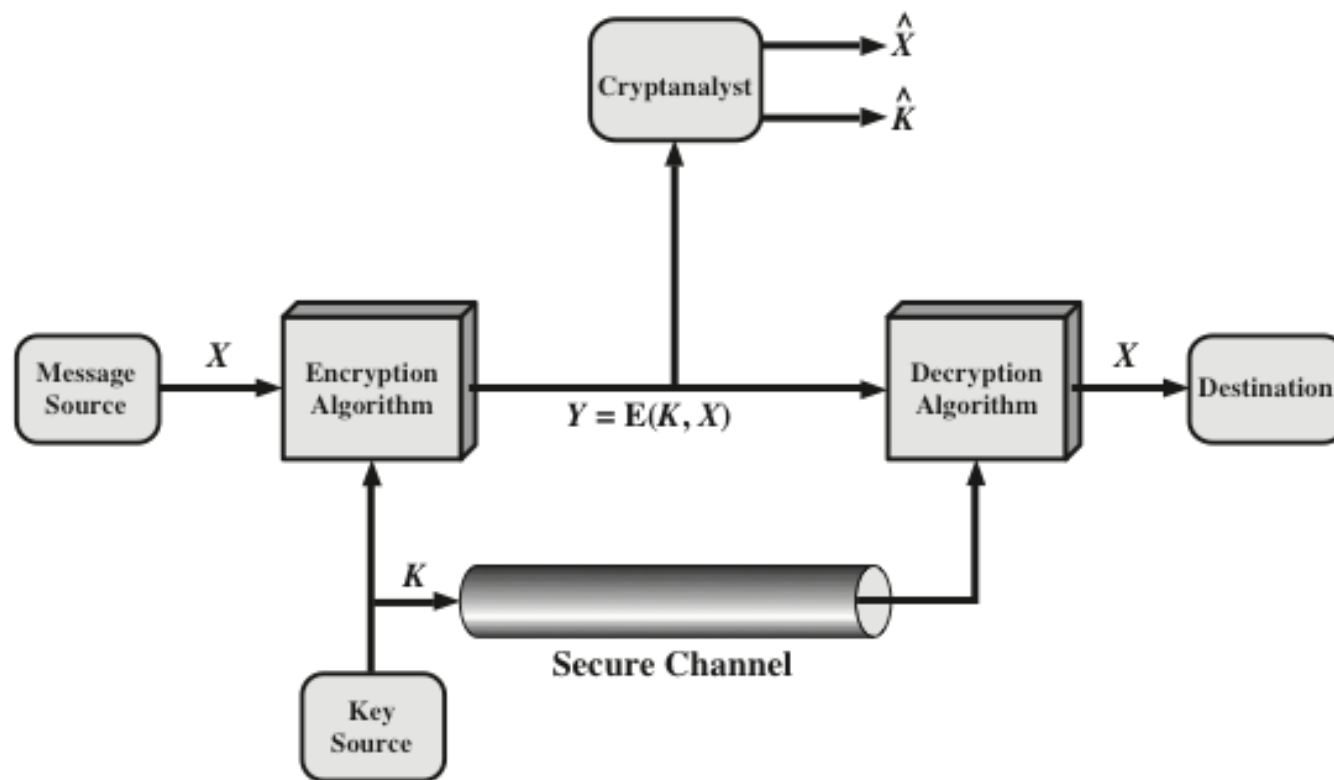 X̂
Cryptanalyst
K̂
Message
Source
X
Encryption
Algorithm
Y = E(K, X)
Decryption
Algorithm
X
Destination
K
Secure Channel
Key
Source